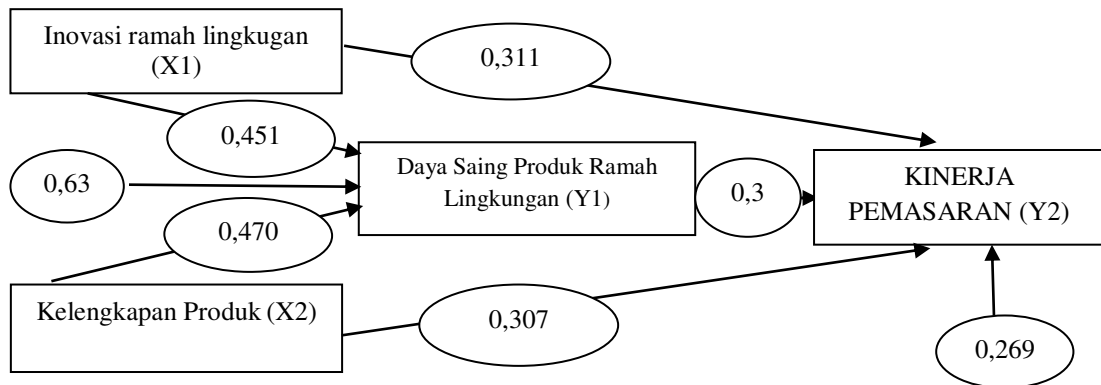 Inovasi ramah lingkugan
(X1)
0,311
0,451
0,63
Daya Saing Produk Ramah
Lingkungan (Y1)
0,3
KINERJA
PEMASARAN (Y2)
0,470
Kelengkapan Produk (X2)
0,307
0,269